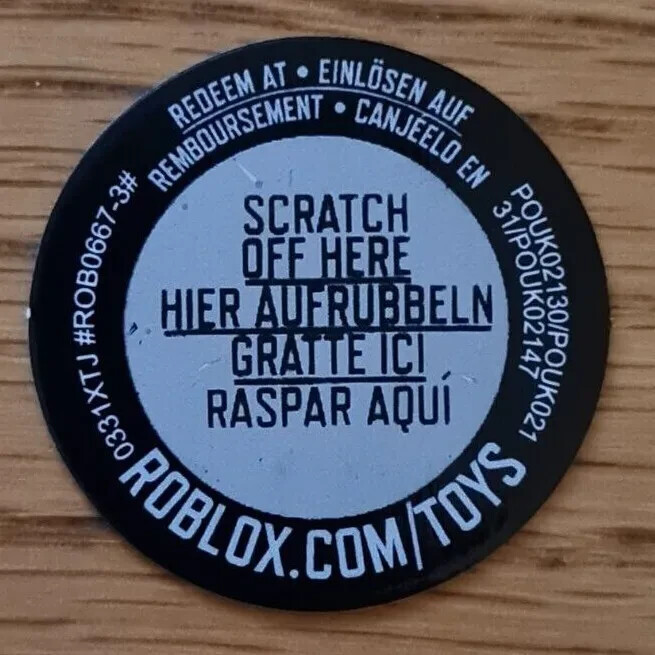 REDEEM AT • EINLÖSEN AUF
REMBOURSEMENT • CANJÉELO EN
SCRATCH
OFF HERE
HIER AUFRUBBELN
GRATTE ICI
RASPAR AQUÍ
0331XTJ #ROB0667-3#
POUK02130/POUK021
31/POUK02147
ROBLOX.COM/TOYS